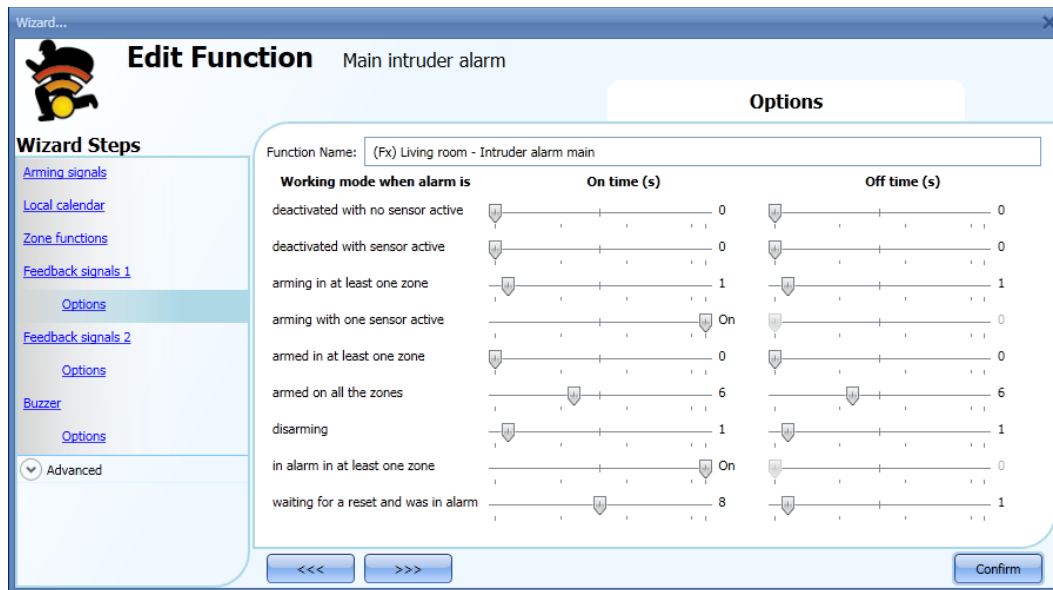 Wizard...
Edit Function Main intruder alarm
Options
Wizard Steps
Arming signals
Local calendar
Zone functions
Feedback signals 1
Options
Feedback signals 2
Options
Buzzer
Options
Advanced
Function Name: (Fx) Living room - Intruder alarm main
Working mode when alarm is On time (s) Off time (s)
deactivated with no sensor active 0 0
deactivated with sensor active 0 0
arming in at least one zone 1 1
arming with one sensor active On 0
armed in at least one zone 0 0
armed on all the zones 6 6
disarming 1 1
in alarm in at least one zone On 0
waiting for a reset and was in alarm 8 1
<<< >>> Confirm